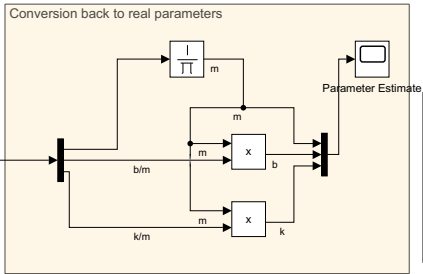 Conversion back to real parameters
1
∏
m
Parameter Estimate
m
m
x
b
b/m
m
x
k
k/m